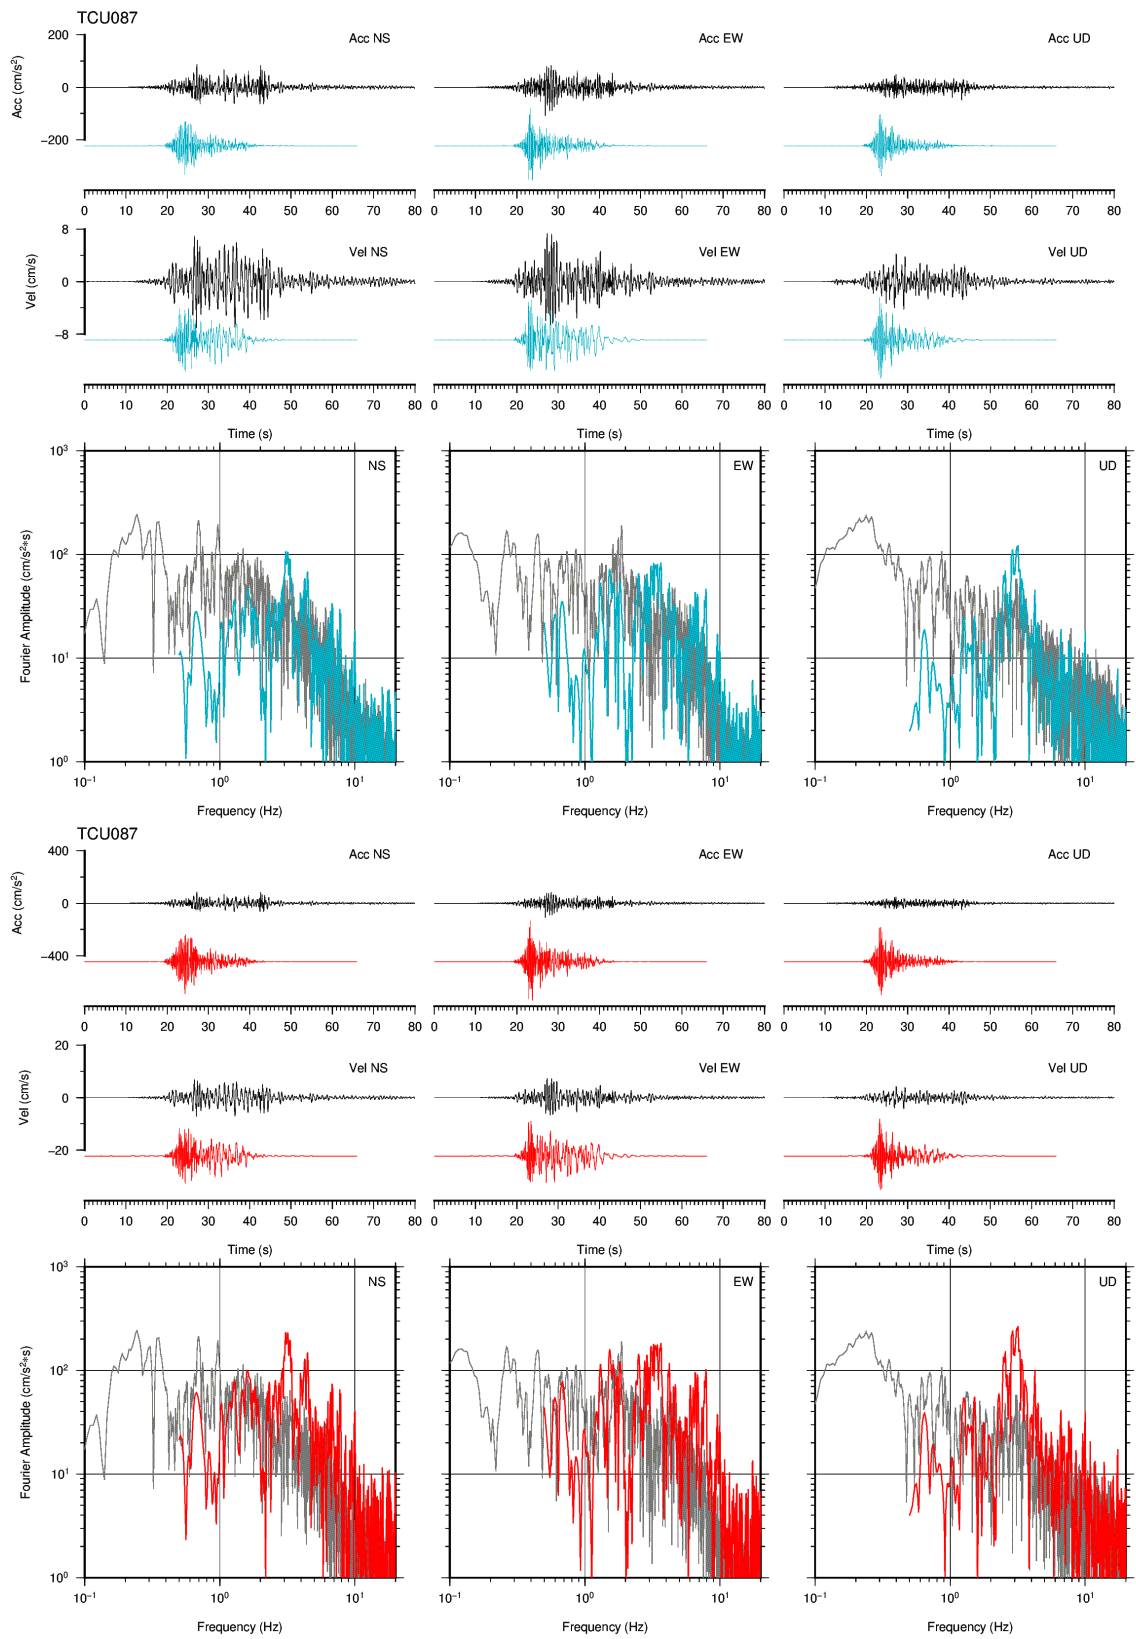 TCU087
Acc NS
Acc EW
Acc UD
Acc (cm/s²)
200
0
−200
0 10 20 30 40 50 60 70 80
0 10 20 30 40 50 60 70 80
0 10 20 30 40 50 60 70 80
Vel NS
Vel EW
Vel UD
Vel (cm/s)
8
0
−8
0 10 20 30 40 50 60 70 80
0 10 20 30 40 50 60 70 80
0 10 20 30 40 50 60 70 80
Time (s)
Time (s)
Time (s)
NS
EW
UD
Fourier Amplitude (cm/s²*s)
10³
10²
10¹
10⁰
10⁻¹ 10⁰ 10¹
10⁻¹ 10⁰ 10¹
10⁻¹ 10⁰ 10¹
Frequency (Hz)
Frequency (Hz)
Frequency (Hz)
TCU087
Acc NS
Acc EW
Acc UD
Acc (cm/s²)
400
0
−400
0 10 20 30 40 50 60 70 80
0 10 20 30 40 50 60 70 80
0 10 20 30 40 50 60 70 80
Vel NS
Vel EW
Vel UD
Vel (cm/s)
20
0
−20
0 10 20 30 40 50 60 70 80
0 10 20 30 40 50 60 70 80
0 10 20 30 40 50 60 70 80
Time (s)
Time (s)
Time (s)
NS
EW
UD
Fourier Amplitude (cm/s²*s)
10³
10²
10¹
10⁰
10⁻¹ 10⁰ 10¹
10⁻¹ 10⁰ 10¹
10⁻¹ 10⁰ 10¹
Frequency (Hz)
Frequency (Hz)
Frequency (Hz)